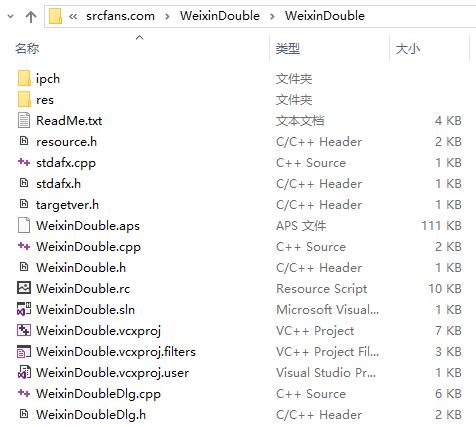 « srcfans.com > WeixinDouble > WeixinDouble
名称 类型 大小
ipch 文件夹
res 文件夹
ReadMe.txt 文本文档 4 KB
resource.h C/C++ Header 2 KB
stdafx.cpp C++ Source 1 KB
stdafx.h C/C++ Header 1 KB
targetver.h C/C++ Header 1 KB
WeixinDouble.aps APS 文件 111 KB
WeixinDouble.cpp C++ Source 2 KB
WeixinDouble.h C/C++ Header 1 KB
WeixinDouble.rc Resource Script 10 KB
WeixinDouble.sln Microsoft Visual... 1 KB
WeixinDouble.vcxproj VC++ Project 7 KB
WeixinDouble.vcxproj.filters VC++ Project Fil... 3 KB
WeixinDouble.vcxproj.user Visual Studio Pr... 1 KB
WeixinDoubleDlg.cpp C++ Source 6 KB
WeixinDoubleDlg.h C/C++ Header 1 KB